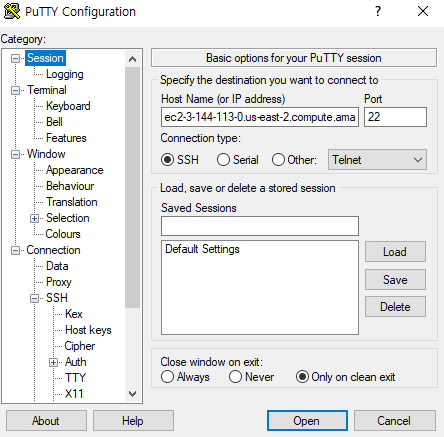 PuTTY Configuration
?
Category:
Session
Logging
Terminal
Keyboard
Bell
Features
Window
Appearance
Behaviour
Translation
Selection
Colours
Connection
Data
Proxy
SSH
Kex
Host keys
Cipher
Auth
TTY
X11
Basic options for your PuTTY session
Specify the destination you want to connect to
Host Name (or IP address) Port
ec2-3-144-113-0.us-east-2.compute.ama 22
Connection type:
SSH Serial Other: Telnet
Load, save or delete a stored session
Saved Sessions
Default Settings
Load
Save
Delete
Close window on exit:
Always Never Only on clean exit
About Help Open Cancel